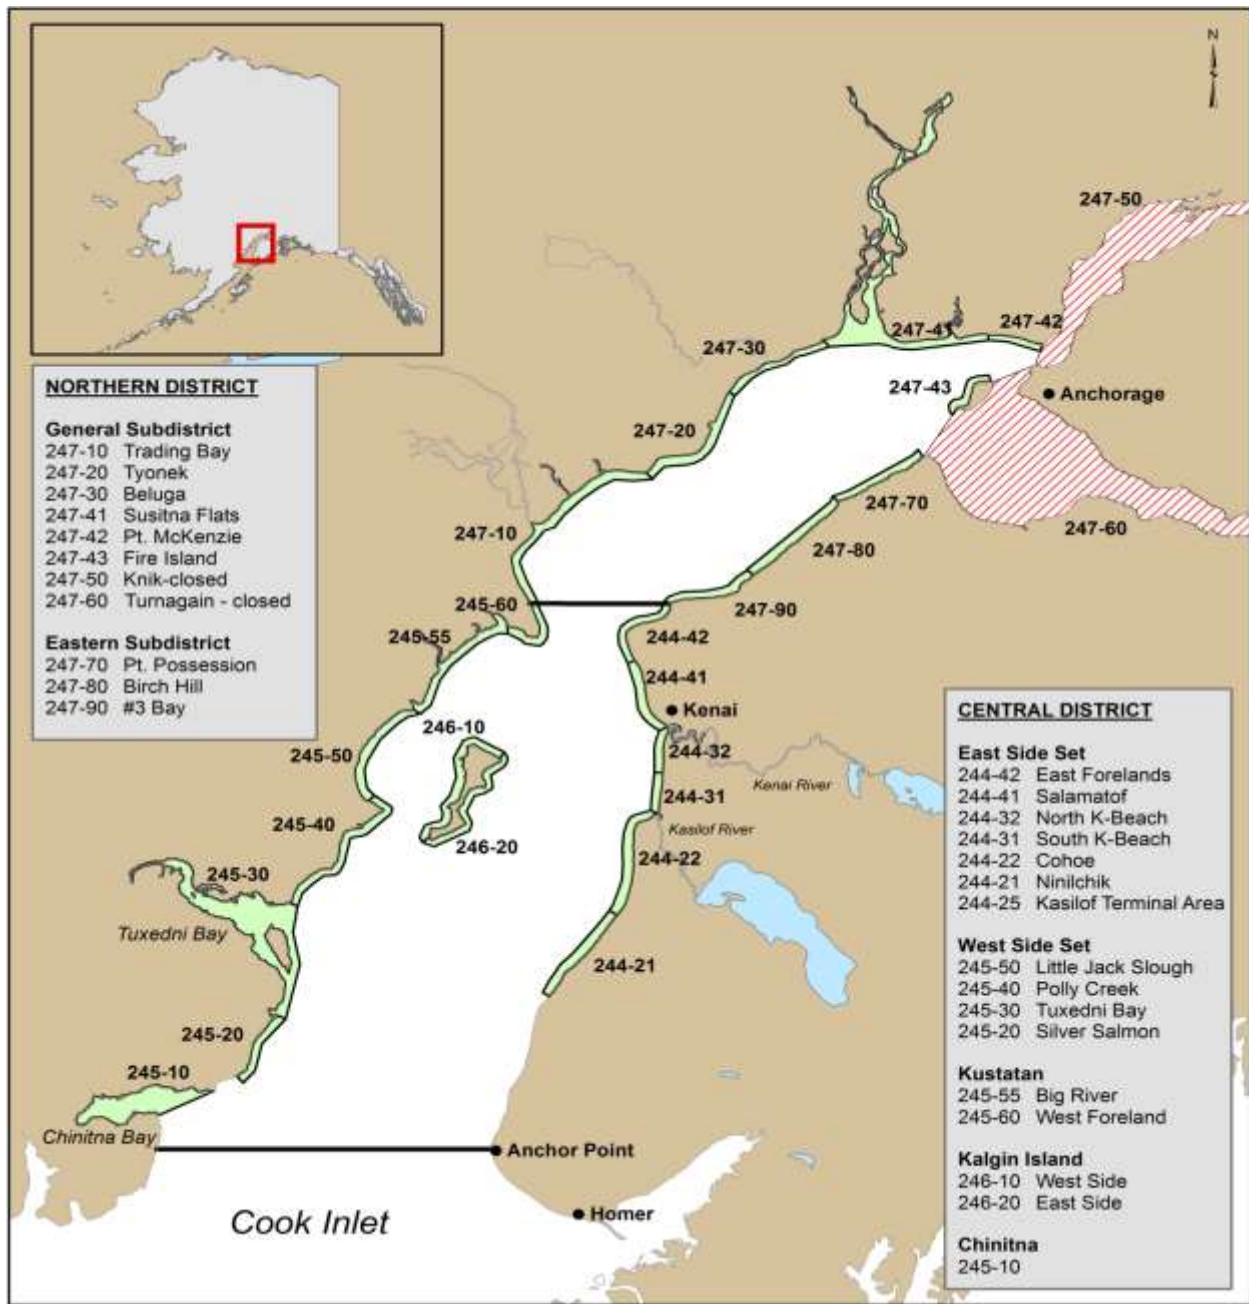 N
247-50
247-42
247-41
247-30
247-43
Anchorage
247-20
247-70
247-60
247-10
247-80
245-60
247-90
245-55
244-42
244-41
Kenai
246-10
244-32
245-50
Kenai River
244-31
Kasilof River
245-40
246-20
244-22
245-30
Tuxedni Bay
244-21
245-20
245-10
Chinitna Bay
Anchor Point
Cook Inlet
Homer
NORTHERN DISTRICT
General Subdistrict
247-10 Trading Bay
247-20 Tyonek
247-30 Beluga
247-41 Susitna Flats
247-42 Pt. McKenzie
247-43 Fire Island
247-50 Knik-closed
247-60 Turnagain - closed
Eastern Subdistrict
247-70 Pt. Possession
247-80 Birch Hill
247-90 #3 Bay
CENTRAL DISTRICT
East Side Set
244-42 East Forelands
244-41 Salamatof
244-32 North K-Beach
244-31 South K-Beach
244-22 Cohoe
244-21 Ninilchik
244-25 Kasilof Terminal Area
West Side Set
245-50 Little Jack Slough
245-40 Polly Creek
245-30 Tuxedni Bay
245-20 Silver Salmon
Kustatan
245-55 Big River
245-60 West Foreland
Kalgin Island
246-10 West Side
246-20 East Side
Chinitna
245-10